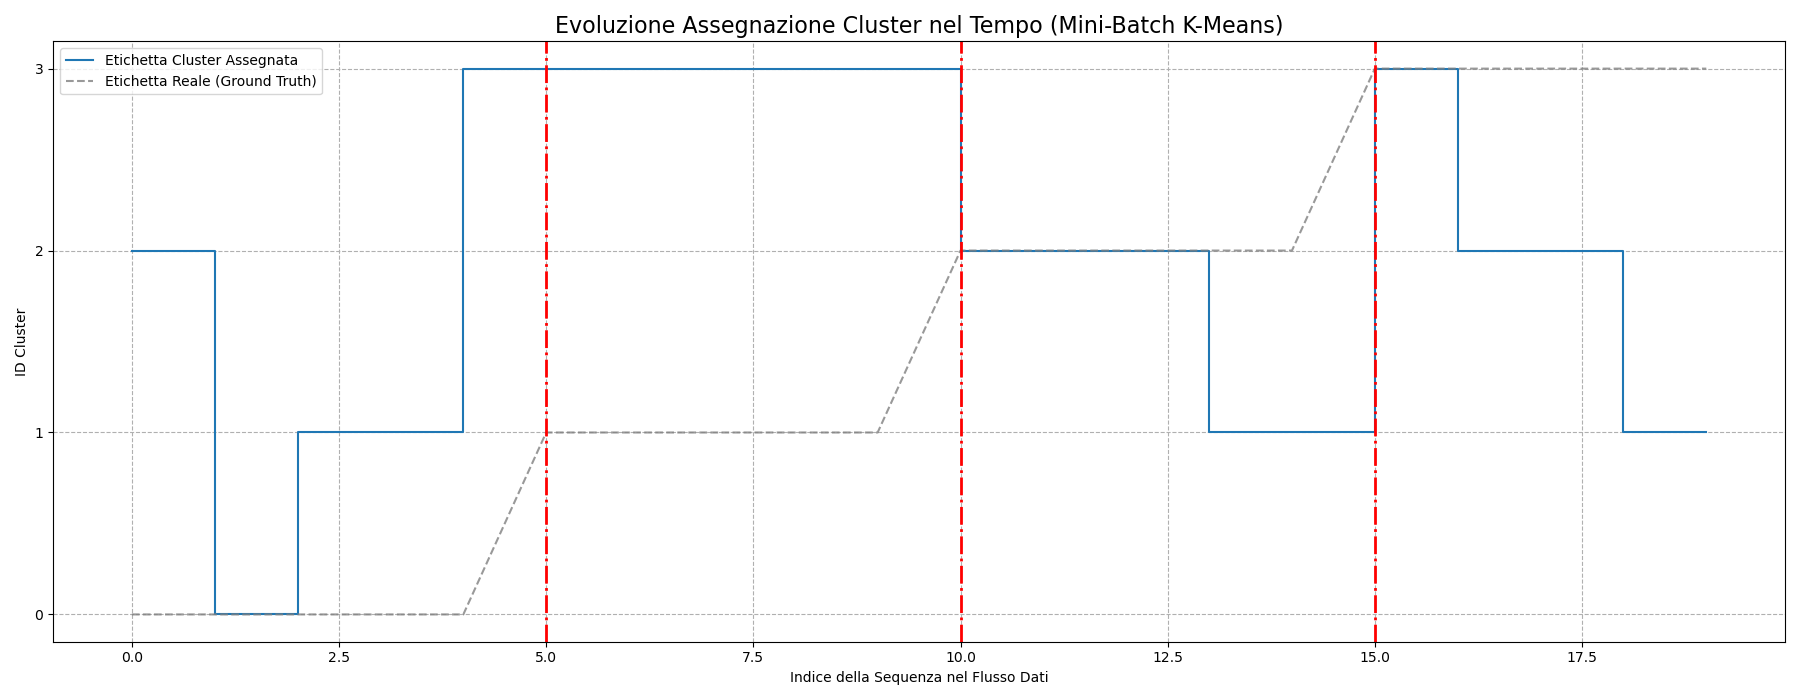 Evoluzione Assegnazione Cluster nel Tempo (Mini-Batch K-Means)
Etichetta Cluster Assegnata
Etichetta Reale (Ground Truth)
3
2
1
0
ID Cluster
0.0
2.5
5.0
7.5
10.0
12.5
15.0
17.5
Indice della Sequenza nel Flusso Dati